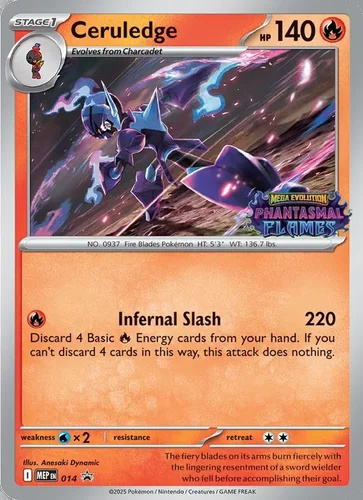 STAGE1
Ceruledge
HP 140
Evolves from Charcadet
MEGA EVOLUTION
PHANTASMAL
FLAMES
NO. 0937 Fire Blades Pokémon HT: 5'3" WT: 136.7 lbs.
Infernal Slash 220
Discard 4 Basic Energy cards from your hand. If you
can't discard 4 cards in this way, this attack does nothing.
weakness ×2 resistance retreat
Illus. Anesaki Dynamic
I MEP EN 014
The fiery blades on its arms burn fiercely with
the lingering resentment of a sword wielder
who fell before accomplishing their goal.
©2025 Pokémon / Nintendo / Creatures / GAME FREAK